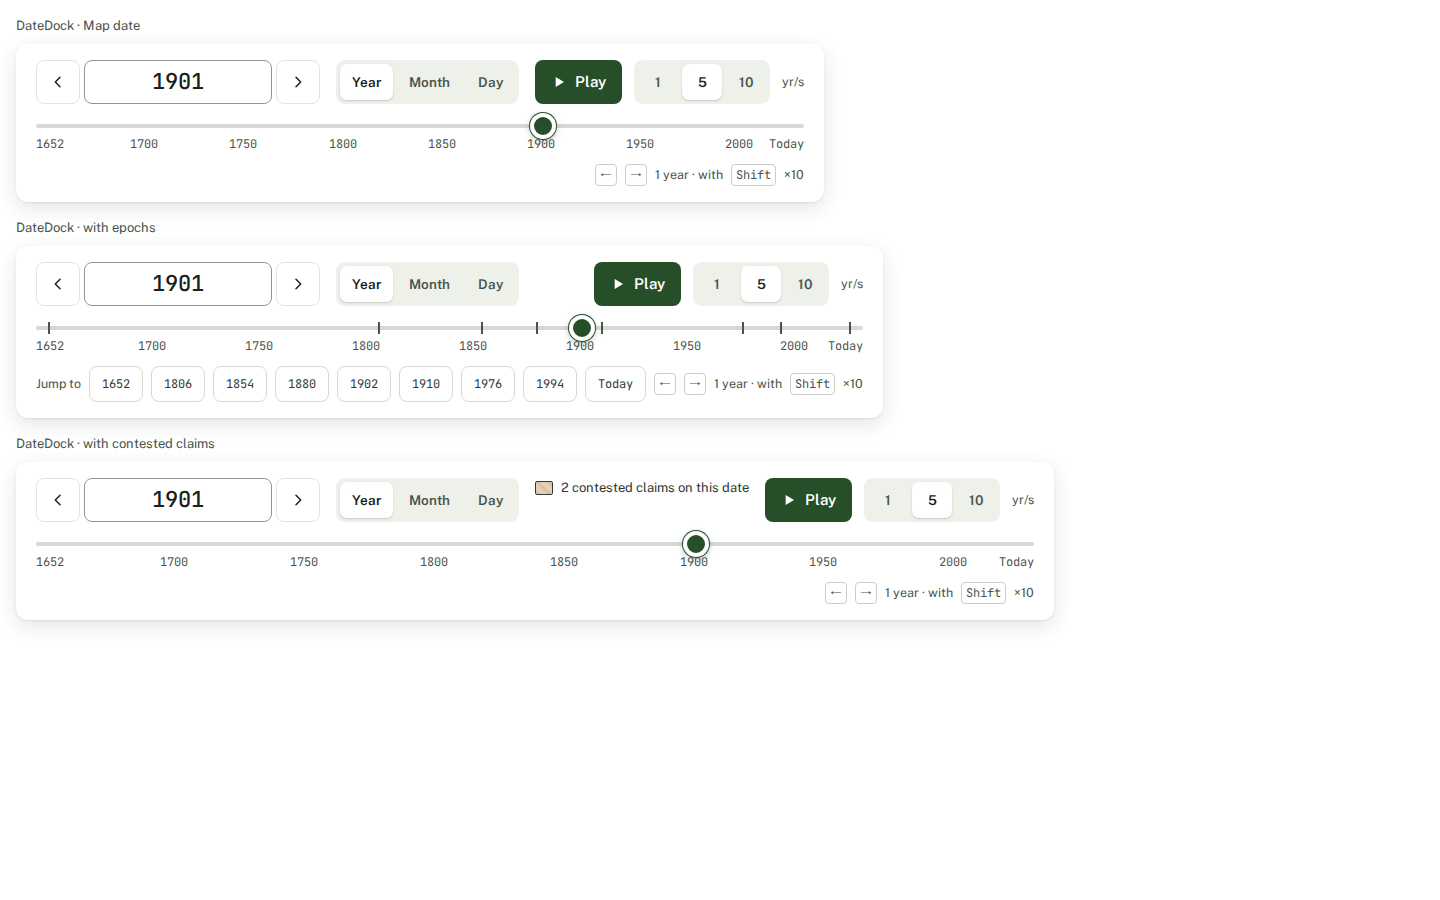 DateDock · Map date
1901 Year Month Day Play 1 5 10 yr/s
1652 1700 1750 1800 1850 1900 1950 2000 Today
← → 1 year · with Shift ×10
DateDock · with epochs
1901 Year Month Day Play 1 5 10 yr/s
1652 1700 1750 1800 1850 1900 1950 2000 Today
Jump to 1652 1806 1854 1880 1902 1910 1976 1994 Today ← → 1 year · with Shift ×10
DateDock · with contested claims
1901 Year Month Day 2 contested claims on this date Play 1 5 10 yr/s
1652 1700 1750 1800 1850 1900 1950 2000 Today
← → 1 year · with Shift ×10